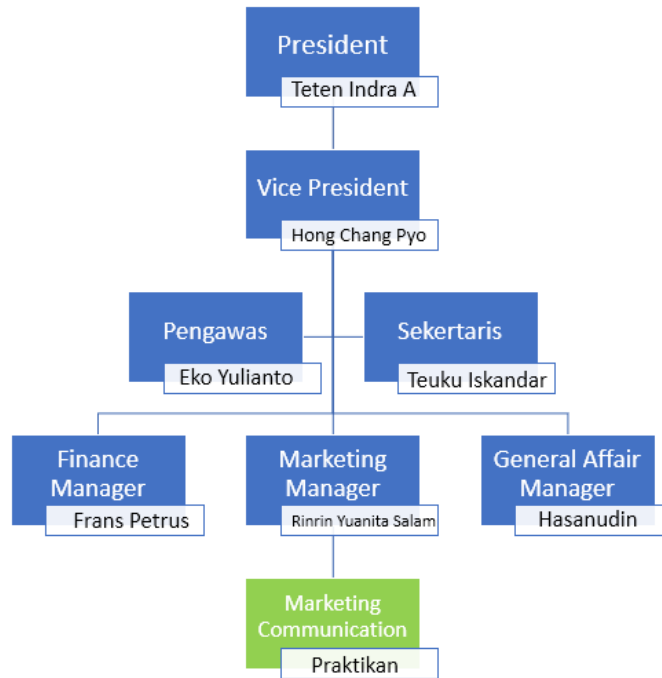 President
Teten Indra A
Vice President
Hong Chang Pyo
Pengawas
Eko Yulianto
Sekertaris
Teuku Iskandar
Finance
Manager
Frans Petrus
Marketing
Manager
Rinrin Yuanita Salam
General Affair
Manager
Hasanudin
Marketing
Communication
Praktikan